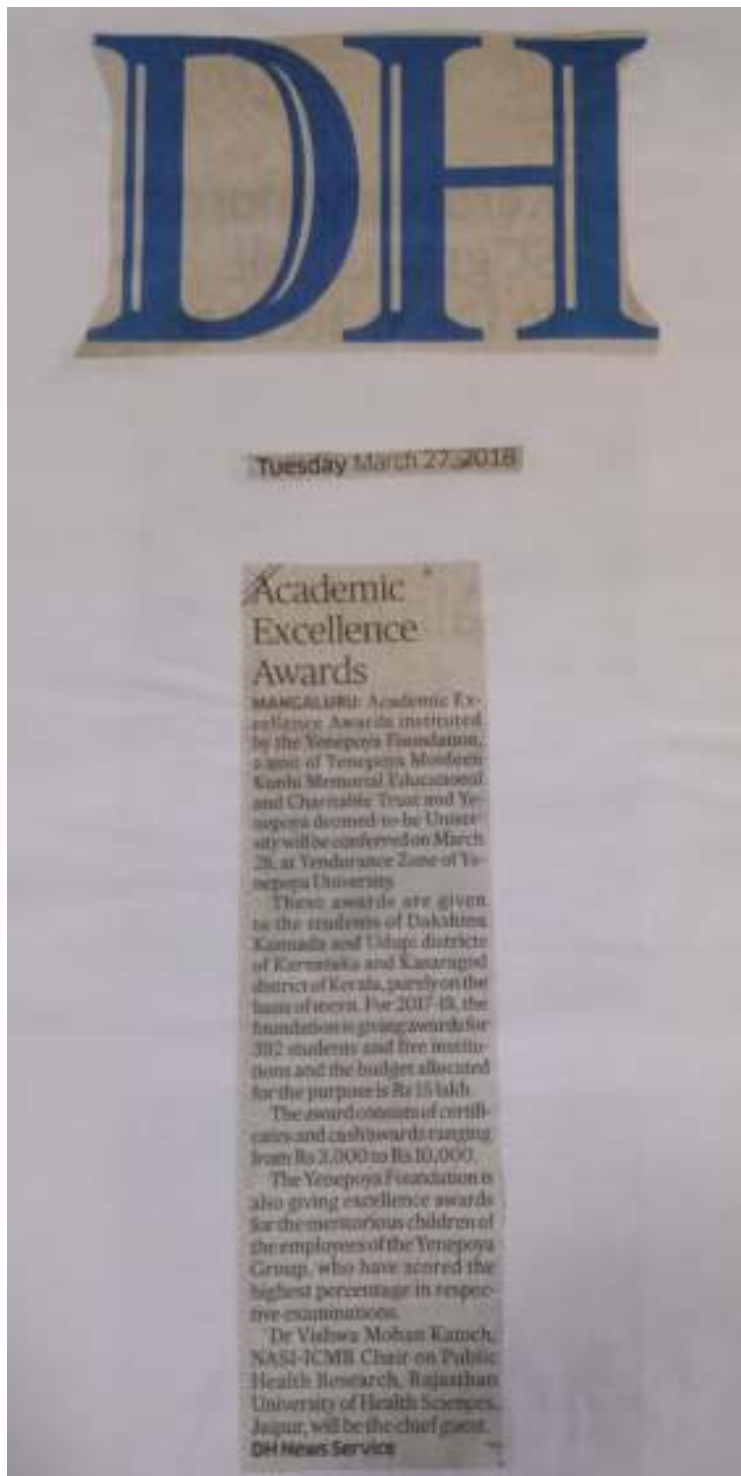 DH
Tuesday March 27, 2018
Academic
Excellence
Awards
MANGALURU: Academic Ex-
cellence Awards instituted
by the Yenepoya Foundation,
a unit of Yenepoya Moideen
Kunhi Memorial Educational
and Charitable Trust and Ye-
nepoya deemed to be Univer-
sity will be conferred on March
28, at Yendurance Zone of Ye-
nepoya University.
These awards are given
to the students of Dakshina
Kannada and Udupi districts
of Karnataka and Kasaragod
district of Kerala, purely on the
basis of merit. For 2017-18, the
foundation is giving awards for
392 students and five institu-
tions and the budget allocated
for the purpose is Rs 15 lakh.
The award consists of certifi-
cates and cash awards ranging
from Rs 2,000 to Rs 10,000.
The Yenepoya Foundation is
also giving excellence awards
for the meritorious children of
the employees of the Yenepoya
Group, who have scored the
highest percentage in respec-
tive examinations.
Dr Vishwa Mohan Katoch,
NASI-ICMR Chair on Public
Health Research, Rajasthan
University of Health Sciences,
Jaipur, will be the chief guest.
DH News Service